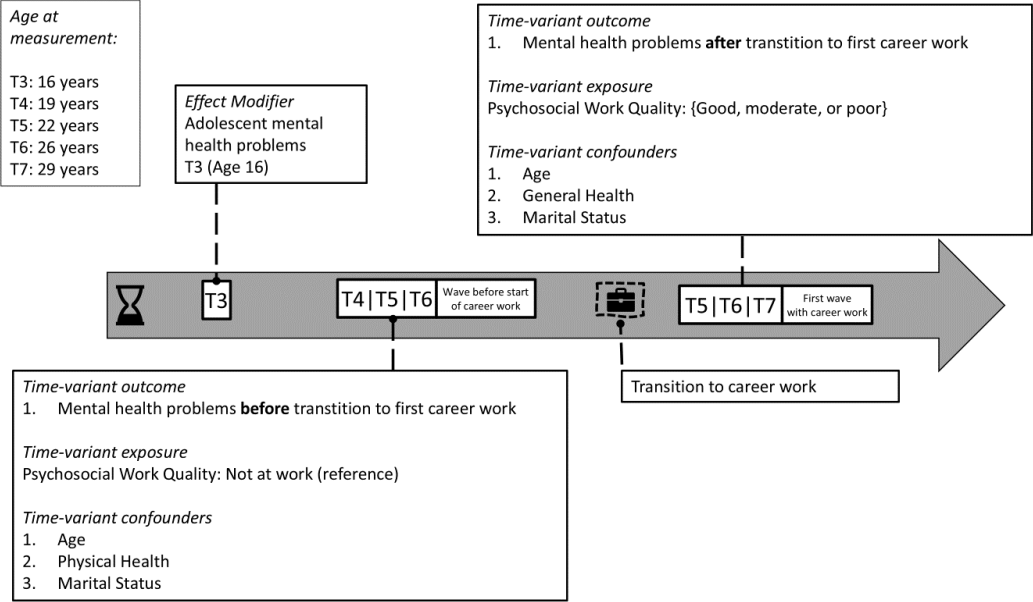 Age at
measurement:
T3: 16 years
T4: 19 years
T5: 22 years
T6: 26 years
T7: 29 years
Effect Modifier
Adolescent mental
health problems
T3 (Age 16)
Time-variant outcome
1. Mental health problems after transtition to first career work
Time-variant exposure
Psychosocial Work Quality: {Good, moderate, or poor}
Time-variant confounders
1. Age
2. General Health
3. Marital Status
T3
T4|T5|T6
Wave before start
of career work
T5|T6|T7
First wave
with career work
Transition to career work
Time-variant outcome
1. Mental health problems before transtition to first career work
Time-variant exposure
Psychosocial Work Quality: Not at work (reference)
Time-variant confounders
1. Age
2. Physical Health
3. Marital Status